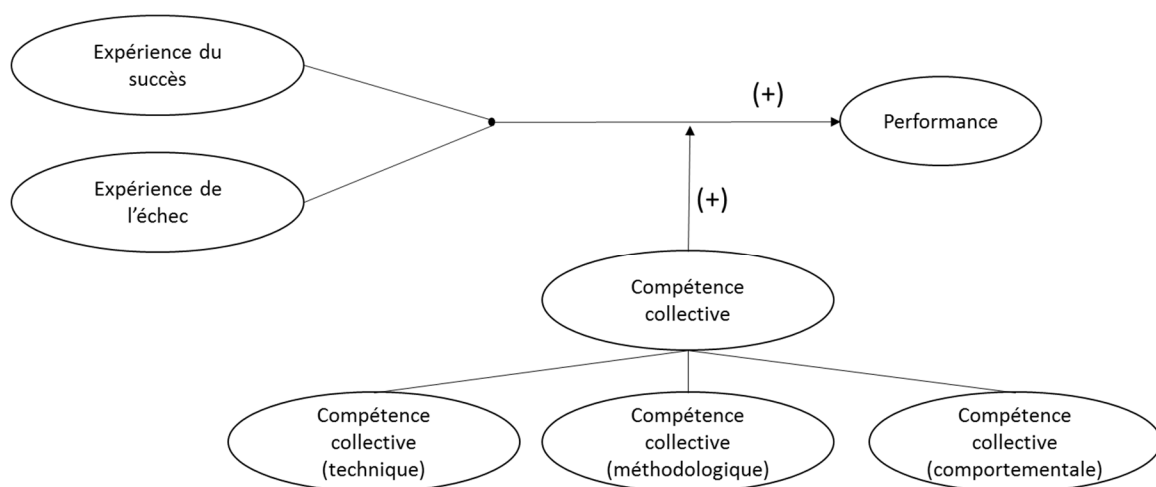 Expérience du
succès
(+)
Performance
Expérience de
l'échec
(+)
Compétence
collective
Compétence
collective
(technique)
Compétence
collective
(méthodologique)
Compétence
collective
(comportementale)